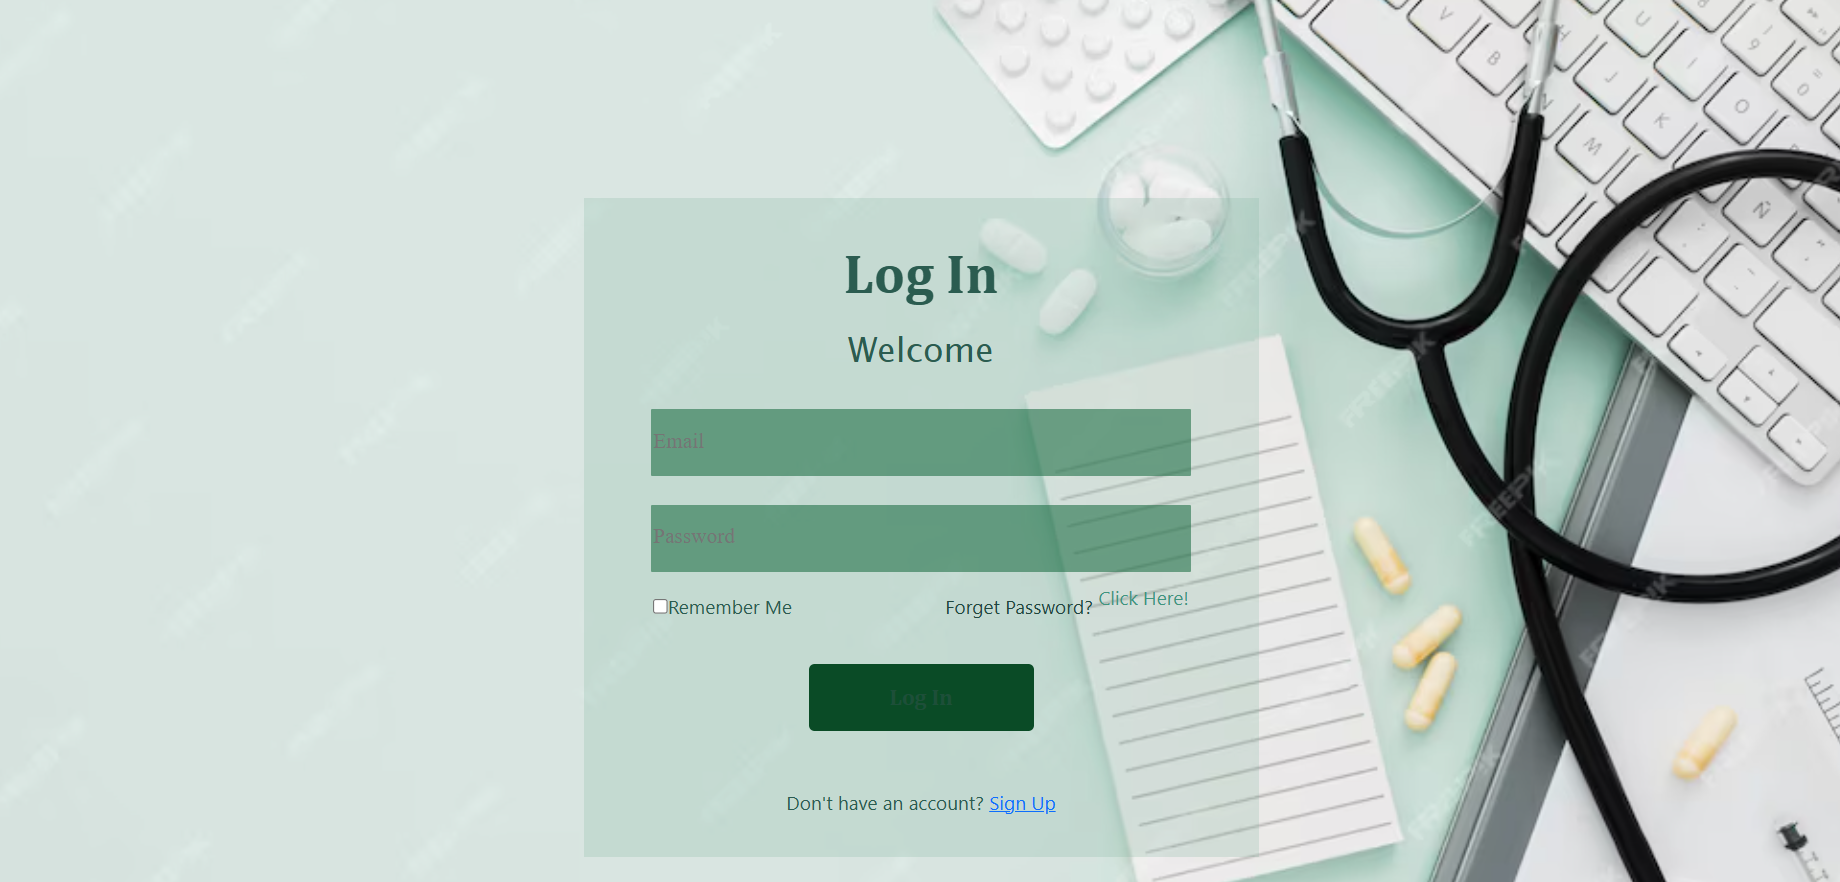 Log In
Welcome
Email
Password
Remember Me
Forget Password? Click Here!
Log In
Don't have an account? Sign Up